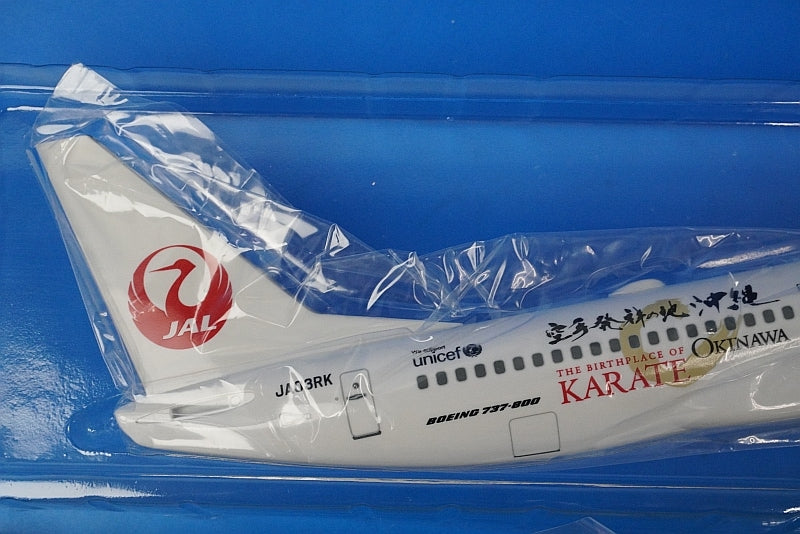 JAL
We Support
unicef
空手発祥の地 沖縄
JA03RK
THE BIRTHPLACE OF
KARATE
OKINAWA
BOEING 737-800